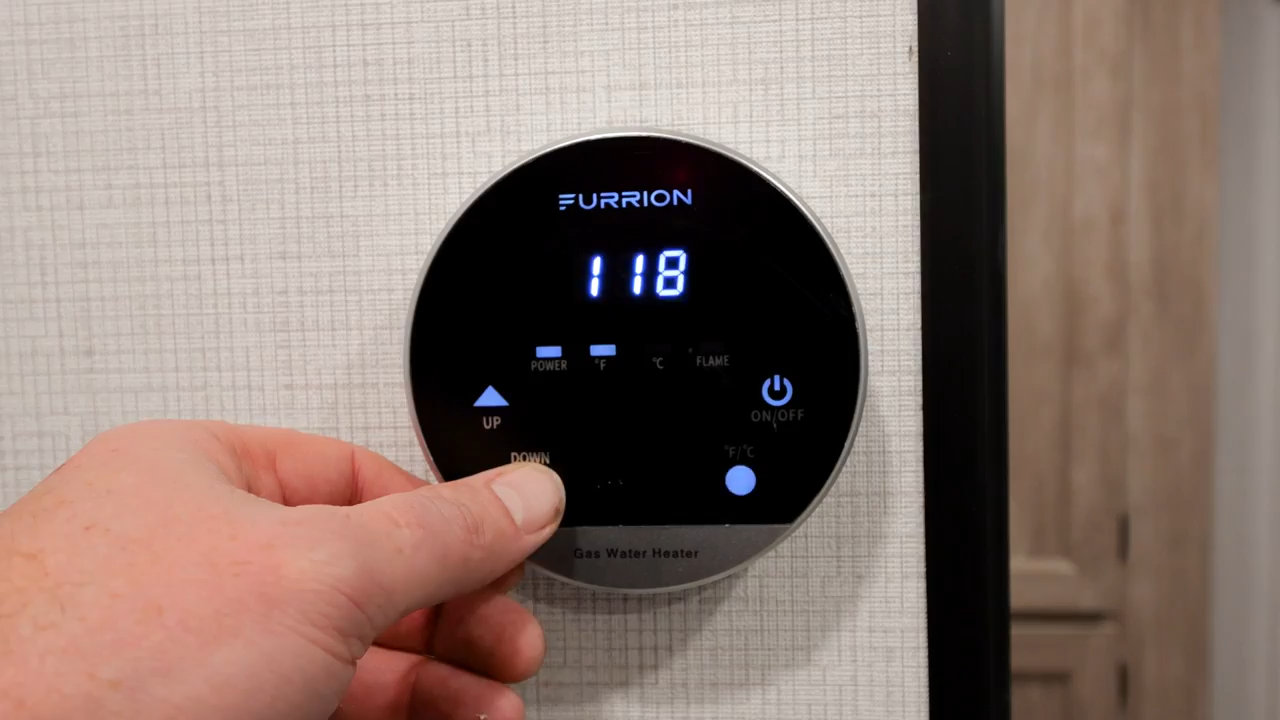 FURRION
118
POWER °F °C FLAME
UP
ON/OFF
DOWN
°F/°C
Gas Water Heater